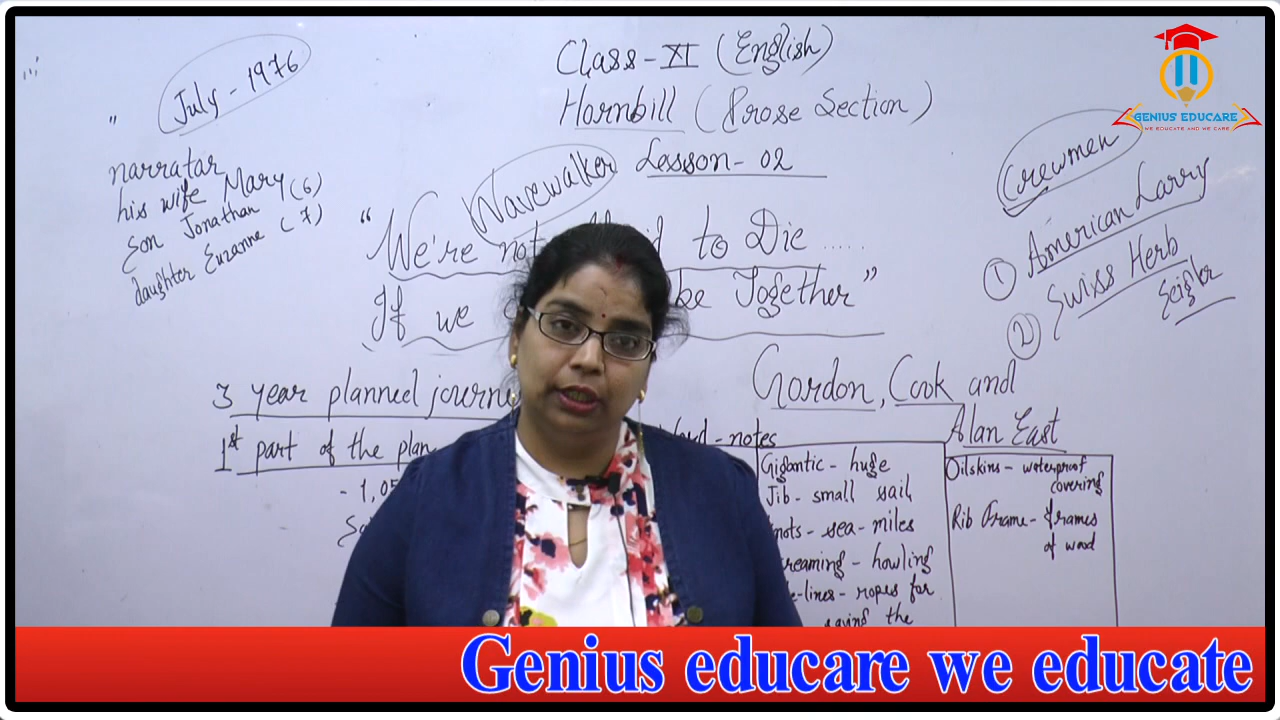 Class-XI (English)
Hornbill (Prose Section)
Lesson-02
July-1976
"
narratar
his wife Mary (6)
Son Jonathan
daughter Suzanne (7)
Wavewalker
"We're not to Die .....
If we be Together"
3 year planned journe
1st part of the plan
- 1,05
Gordon, Cook and
Alan East
Crewmen
1 American Larry
2 Swiss Herb
Seigler
- notes
Gigantic - huge
Jib - small sail
knots - sea-miles
creaming - howling
e-lines - ropes for
saving the
Oilskins - waterproof
covering
Rib Frame - frames
of wood
GENIUS EDUCARE
WE EDUCATE AND WE CARE
Genius educare we educate